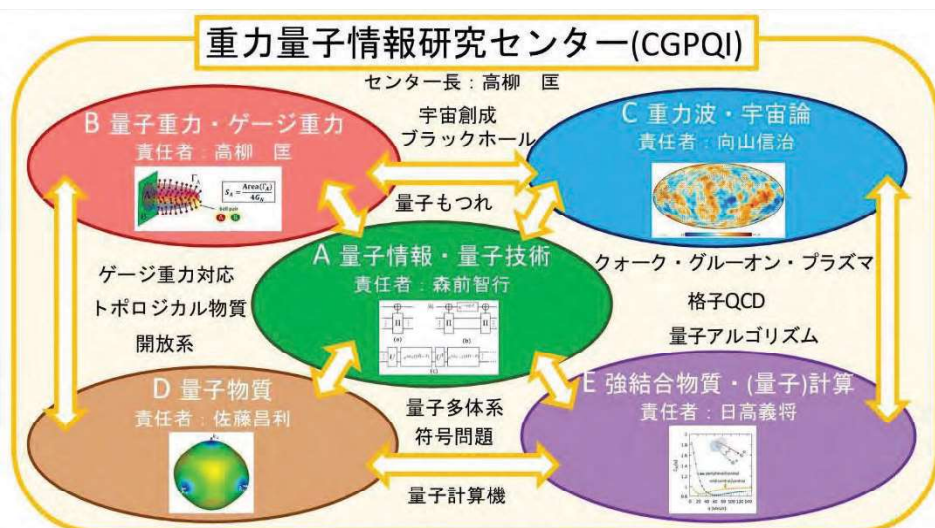 重力量子情報研究センター(CGPQI)
センター長：高柳　匡
B 量子重力・ゲージ重力
責任者：高柳 匡
宇宙創成
ブラックホール
C 重力波・宇宙論
責任者：向山信治
量子もつれ
A 量子情報・量子技術
責任者：森前智行
(a)
(b)
(c)
ゲージ重力対応
トポロジカル物質
開放系
クォーク・グルーオン・プラズマ
格子QCD
量子アルゴリズム
D 量子物質
責任者：佐藤昌利
量子多体系
符号問題
量子計算機
E 強結合物質・(量子)計算
責任者：日高義将